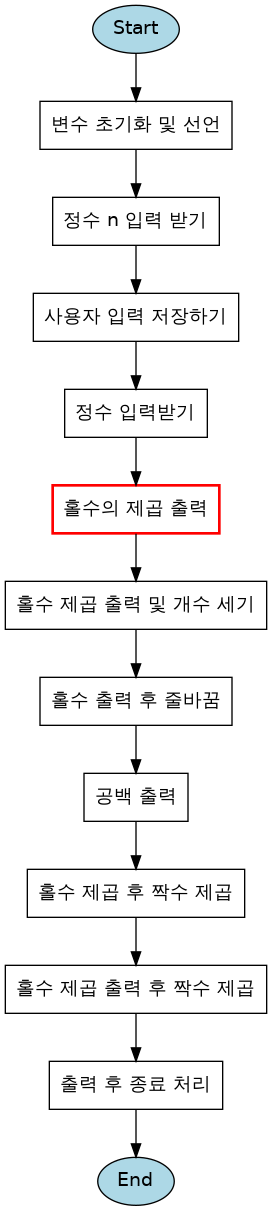 Start
변수 초기화 및 선언
정수 n 입력 받기
사용자 입력 저장하기
정수 입력받기
홀수의 제곱 출력
홀수 제곱 출력 및 개수 세기
홀수 출력 후 줄바꿈
공백 출력
홀수 제곱 후 짝수 제곱
홀수 제곱 출력 후 짝수 제곱
출력 후 종료 처리
End